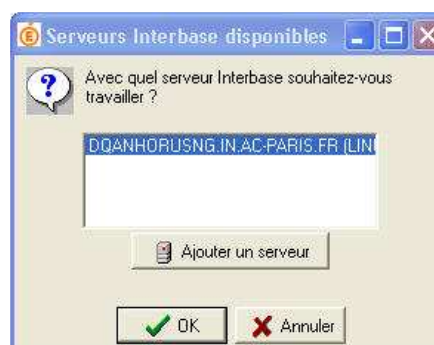 Serveurs Interbase disponibles
Avec quel serveur Interbase souhaitez-vous
travailler ?
DQANHORUSNG.IN.AC-PARIS.FR (LIN
Ajouter un serveur
OK
Annuler